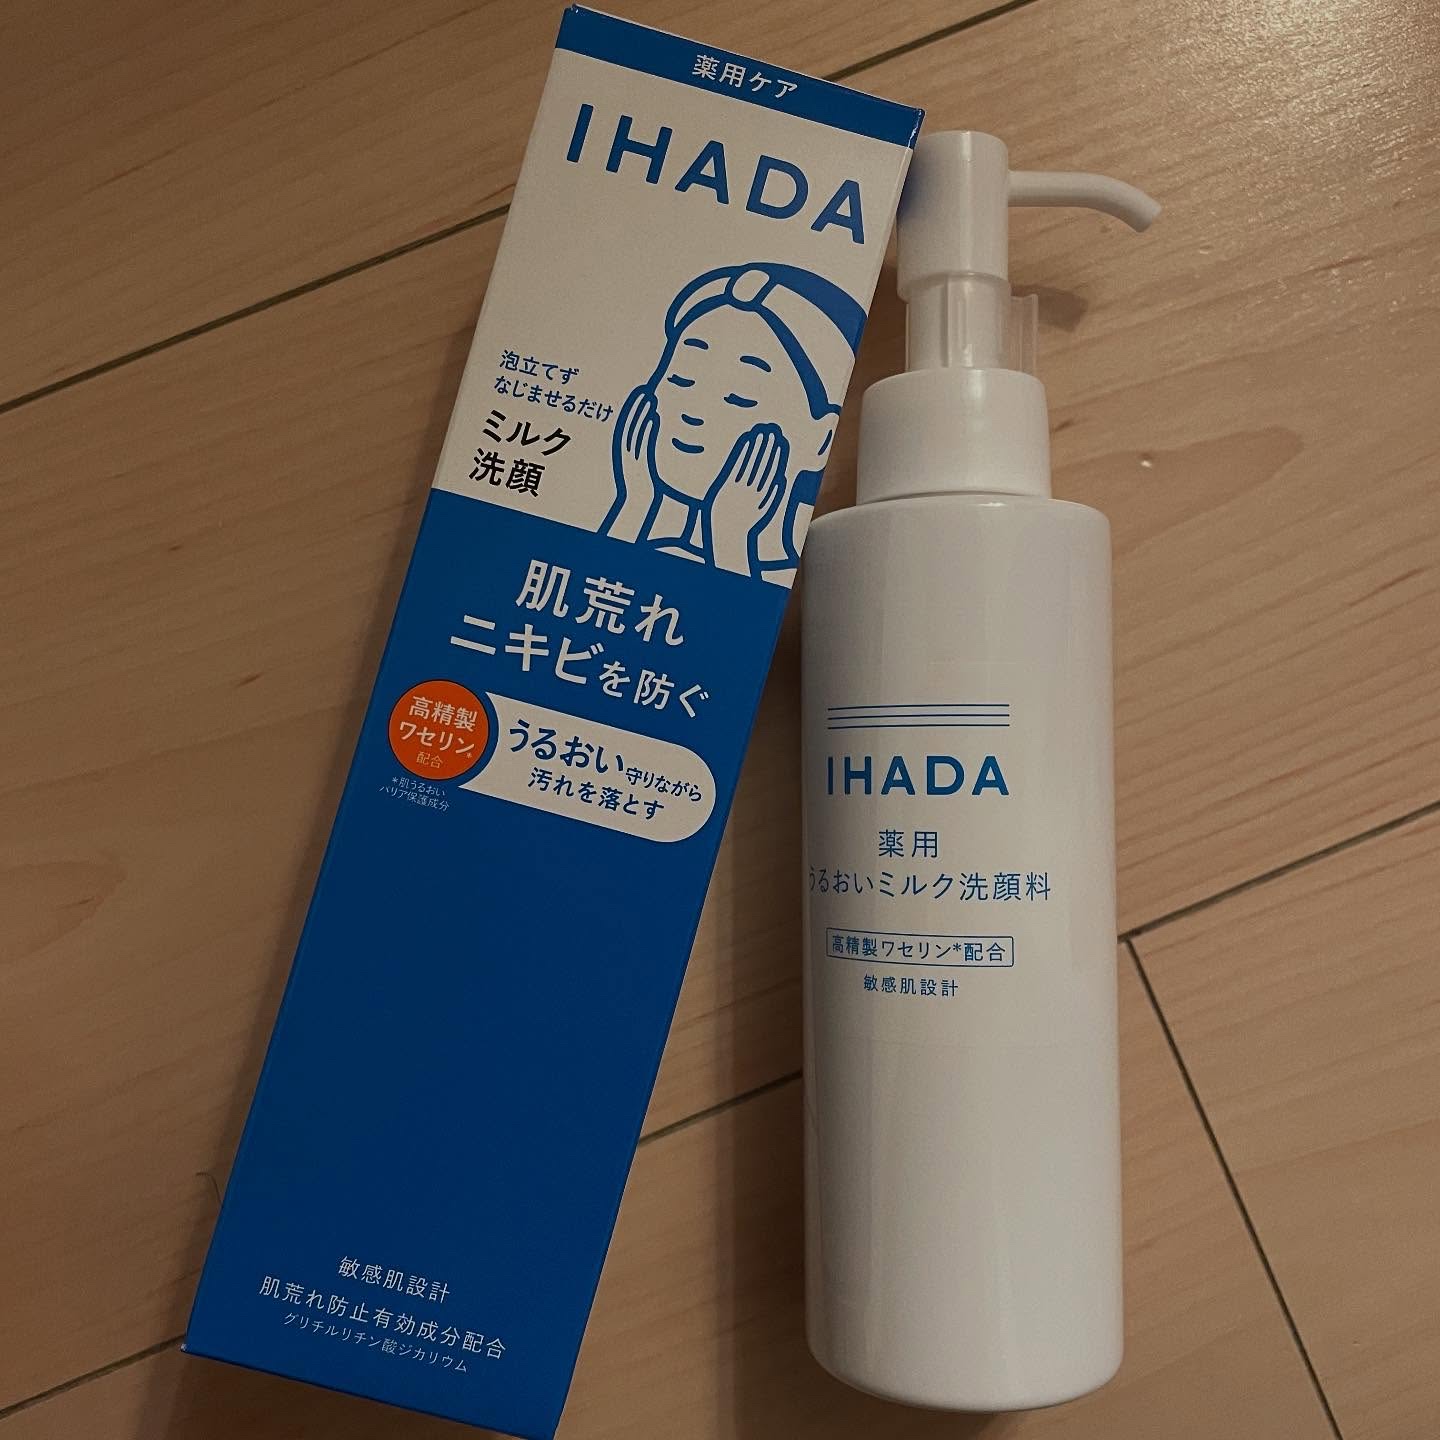 薬用ケア
IHADA
泡立てず
なじませるだけ
ミルク
洗顔
肌荒れ
ニキビを防ぐ
高精製
ワセリン*
配合
*肌うるおい
バリア保護成分
うるおい守りながら
汚れを落とす
敏感肌設計
肌荒れ防止有効成分配合
グリチルリチン酸ジカリウム
IHADA
薬用
うるおいミルク洗顔料
高精製ワセリン*配合
敏感肌設計